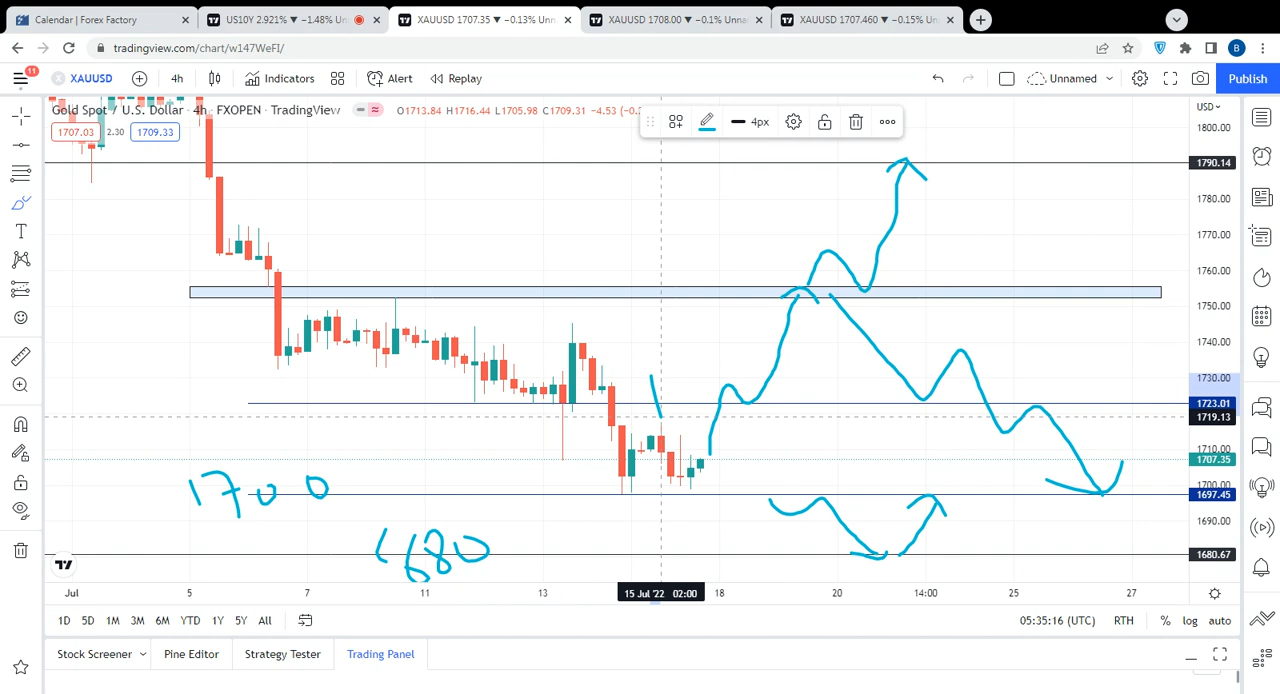 Calendar | Forex Factory
US10Y 2.921% ▼ −1.48% Un
XAUUSD 1707.35 ▼ −0.13% Unn
XAUUSD 1708.00 ▼ −0.1% Unna
XAUUSD 1707.460 ▼ −0.15% Unn
tradingview.com/chart/w147WeFI/
B
11
XAUUSD
4h
Indicators
Alert
Replay
Unnamed
Publish
Gold Spot / U.S. Dollar · 4h · FXOPEN · TradingView
O1713.84 H1716.44 L1705.98 C1709.31 −4.53
USD
1707.03
2.30
1709.33
4px
1800.00
1790.14
1780.00
1770.00
1760.00
1750.00
1740.00
1730.00
1723.01
1719.13
1710.00
1707.35
1700.00
1697.45
1690.00
1680.67
1700
1680
Jul
5
7
11
13
15 Jul '22 02:00
18
20
14:00
25
27
1D 5D 1M 3M 6M YTD 1Y 5Y All
05:35:16 (UTC)
RTH
%
log
auto
Stock Screener
Pine Editor
Strategy Tester
Trading Panel